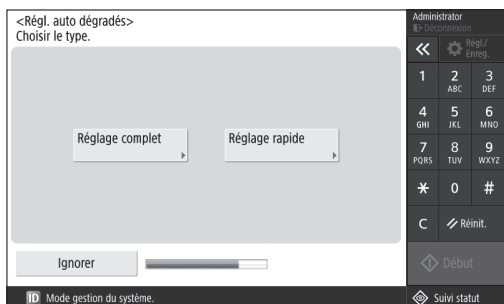 <Régl. auto dégradés>
Choisir le type.
Réglage complet
Réglage rapide
Ignorer
ID Mode gestion du système.
Administrator
Déconnexion
Régl./
Enreg.
1 2 3
ABC DEF
4 5 6
GHI JKL MNO
7 8 9
PQRS TUV WXYZ
* 0 #
C Réinit.
Début
Suivi statut